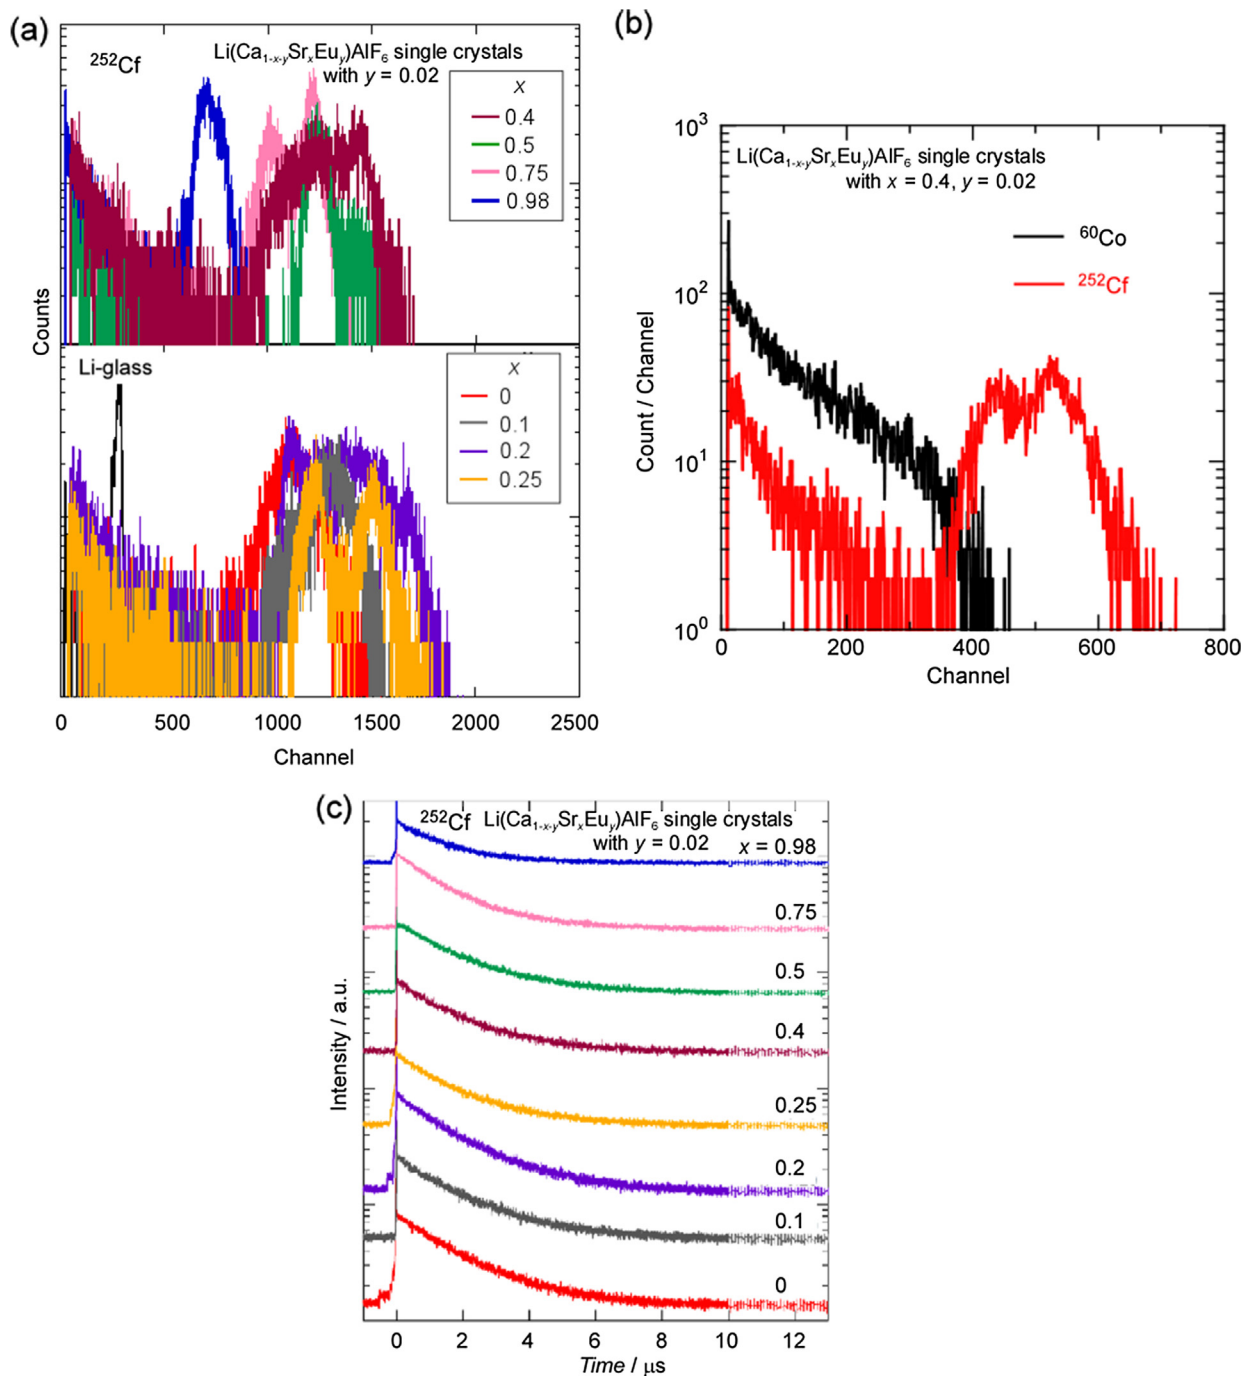 (a)
²⁵²Cf
Li(Ca₁₋ₓ₋ᵧSrₓEuᵧ)AlF₆ single crystals
with y = 0.02
x
0.4
0.5
0.75
0.98
Counts
Li-glass
x
0
0.1
0.2
0.25
0 500 1000 1500 2000 2500
Channel
(b)
10³
Li(Ca₁₋ₓ₋ᵧSrₓEuᵧ)AlF₆ single crystals
with x = 0.4, y = 0.02
⁶⁰Co
²⁵²Cf
10²
10¹
10⁰
Count / Channel
0 200 400 600 800
Channel
(c)
²⁵²Cf Li(Ca₁₋ₓ₋ᵧSrₓEuᵧ)AlF₆ single crystals
with y = 0.02 x = 0.98
0.75
0.5
0.4
0.25
0.2
0.1
0
Intensity / a.u.
0 2 4 6 8 10 12
Time / μs